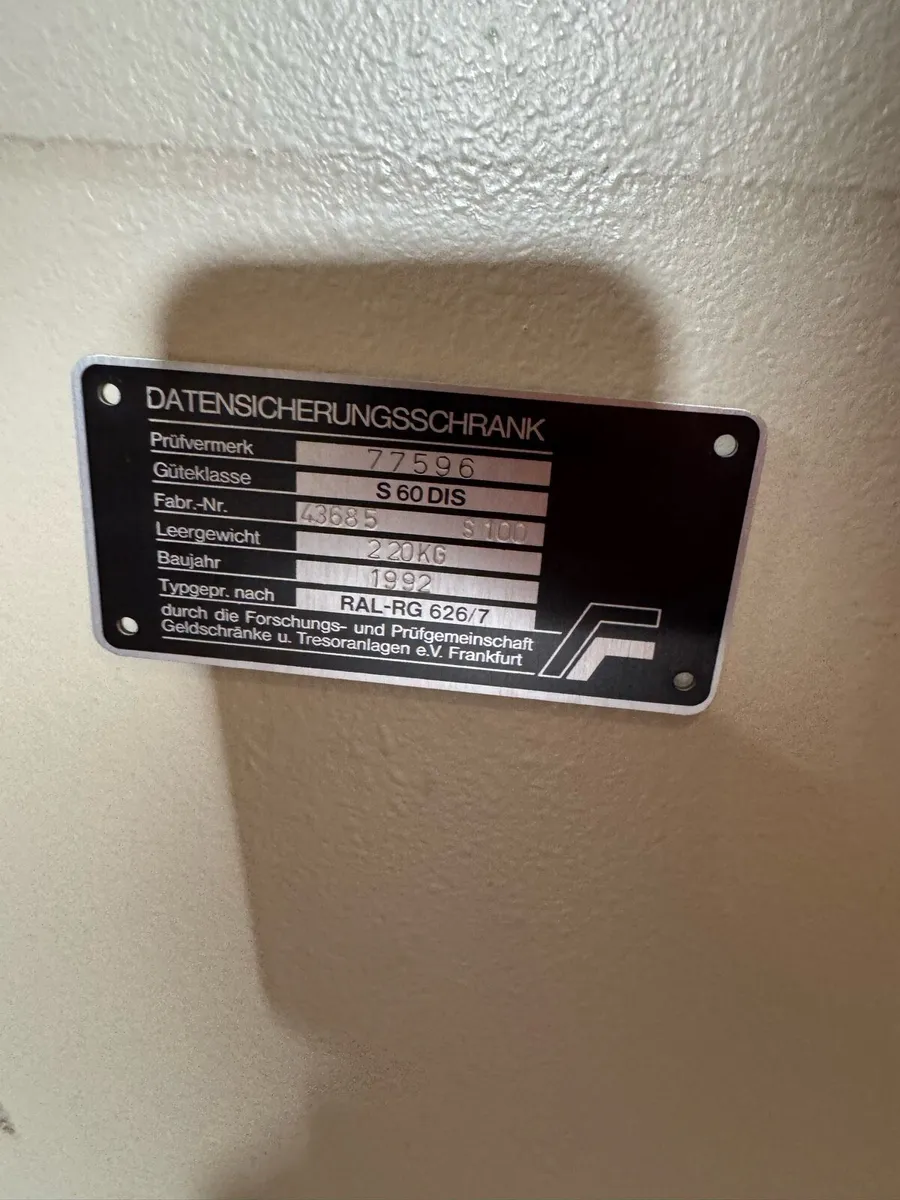 DATENSICHERUNGSSCHRANK
Prüfvermerk 77596
Güteklasse S 60 DIS
Fabr.-Nr. 43685 S 100
Leergewicht 220KG
Baujahr 1992
Typgepr. nach RAL-RG 626/7
durch die Forschungs- und Prüfgemeinschaft
Geldschränke u. Tresoranlagen e.V. Frankfurt